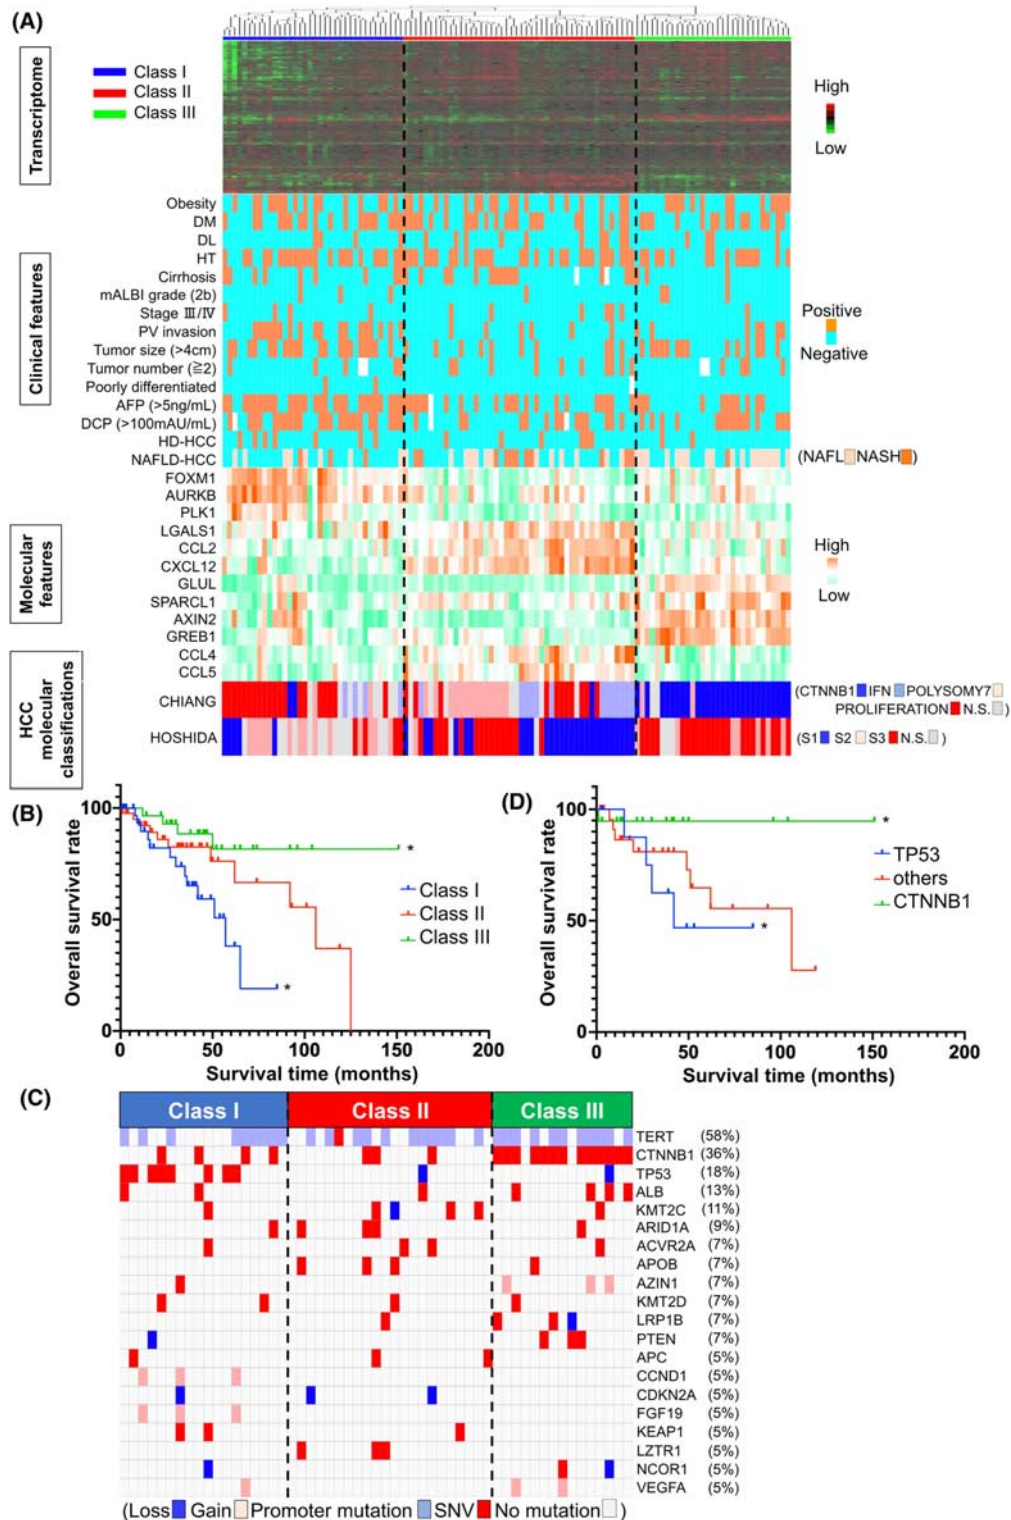 (A)
Transcriptome
Class I
Class II
Class III
High
Low
Clinical features
Obesity
DM
DL
HT
Cirrhosis
mALBI grade (2b)
Stage Ⅲ/Ⅳ
PV invasion
Tumor size (>4cm)
Tumor number (≧2)
Poorly differentiated
AFP (>5ng/mL)
DCP (>100mAU/mL)
HD-HCC
NAFLD-HCC
Positive
Negative
(NAFL NASH )
Molecular features
FOXM1
AURKB
PLK1
LGALS1
CCL2
CXCL12
GLUL
SPARCL1
AXIN2
GREB1
CCL4
CCL5
High
Low
HCC molecular classifications
CHIANG
HOSHIDA
(CTNNB1 IFN POLYSOMY7
PROLIFERATION N.S. )
(S1 S2 S3 N.S. )
(B)
Overall survival rate
100
50
0
0 50 100 150 200
Survival time (months)
Class I
Class II
Class III
*
*
(D)
Overall survival rate
100
50
0
0 50 100 150 200
Survival time (months)
TP53
others
CTNNB1
*
*
(C)
Class I Class II Class III
TERT (58%)
CTNNB1 (36%)
TP53 (18%)
ALB (13%)
KMT2C (11%)
ARID1A (9%)
ACVR2A (7%)
APOB (7%)
AZIN1 (7%)
KMT2D (7%)
LRP1B (7%)
PTEN (7%)
APC (5%)
CCND1 (5%)
CDKN2A (5%)
FGF19 (5%)
KEAP1 (5%)
LZTR1 (5%)
NCOR1 (5%)
VEGFA (5%)
(Loss Gain Promoter mutation SNV No mutation )